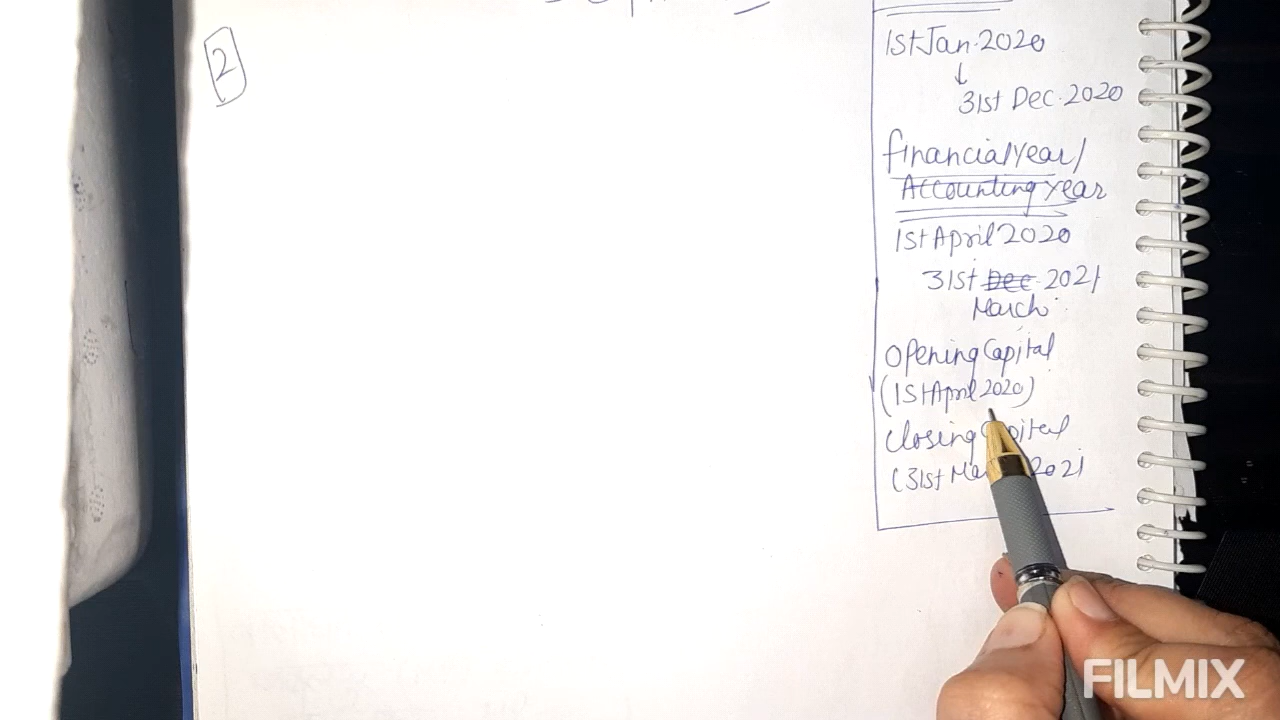 2
1st Jan. 2020
↓
31st Dec. 2020
financial year/
Accounting year
1st April 2020
31st Dec 2021
March
Opening Capital
(1st April 2020)
Closing Capital
(31st Mar 2021
FILMIX